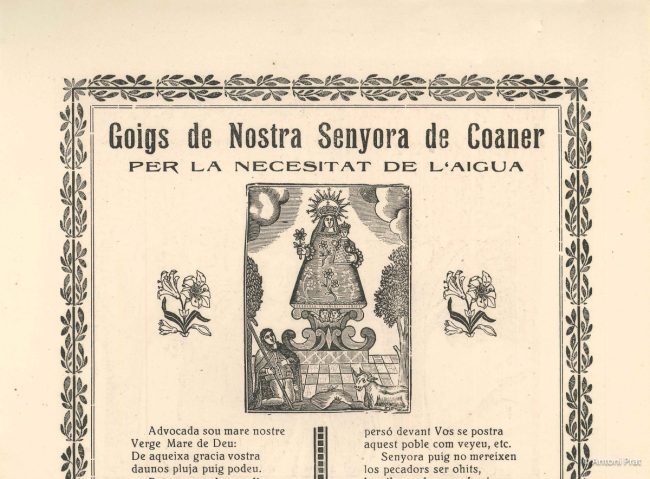 Goigs de Nostra Senyora de Coaner
PER LA NECESITAT DE L'AIGUA
Advocada sou mare nostre
Verge Mare de Deu:
De aqueixa gracia vostra
daunos pluja puig podeu.
persó devant Vos se postra
aquest poble com veyeu, etc.
Senyora puig no mereixen
los pecadors ser ohits,
Antoni Prat